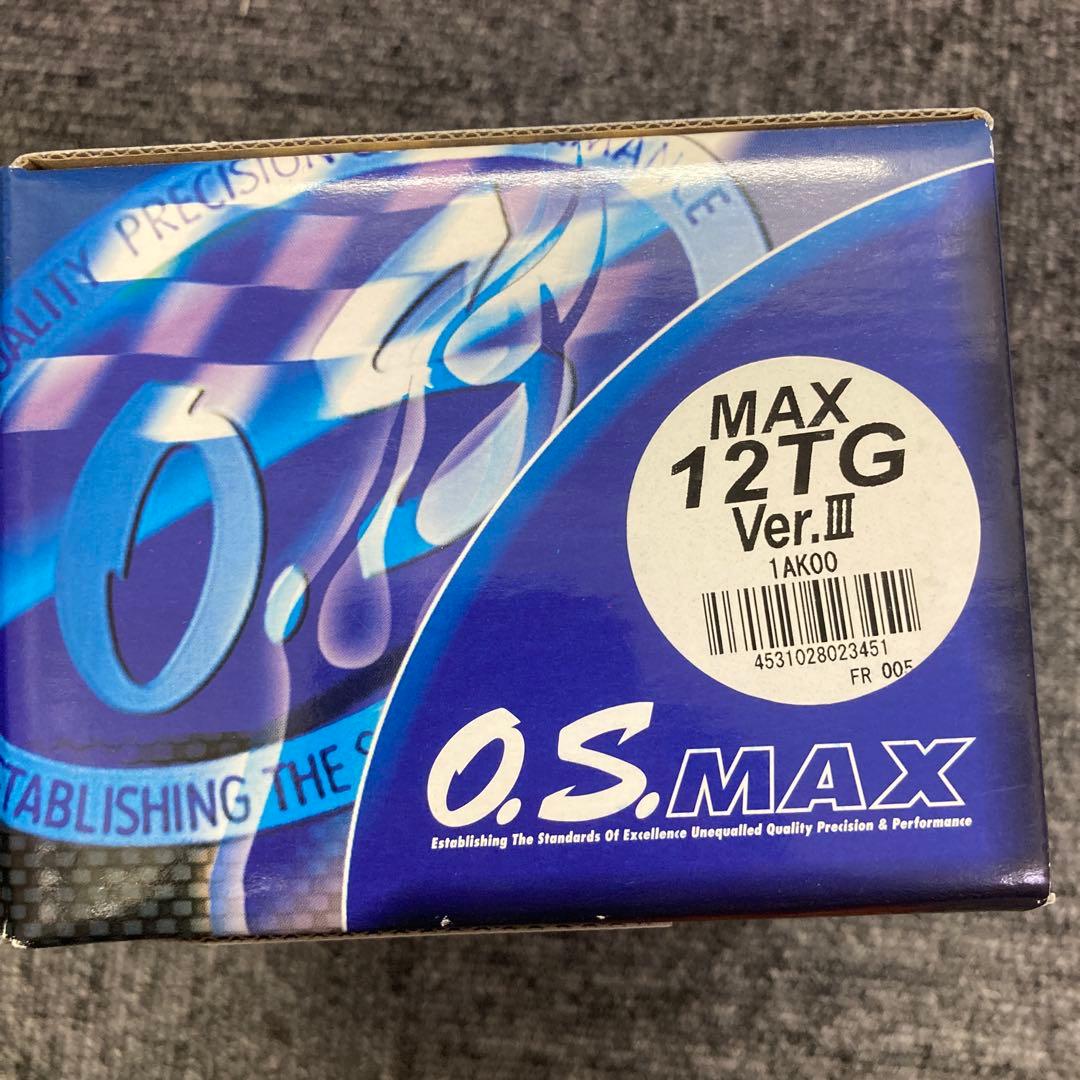 QUALITY PRECISION
MAX
12TG
Ver.III
1AK00
4531028023451
FR 005
O.S.
ESTABLISHING THE
O.S.MAX
Establishing The Standards Of Excellence Unequalled Quality Precision & Performance